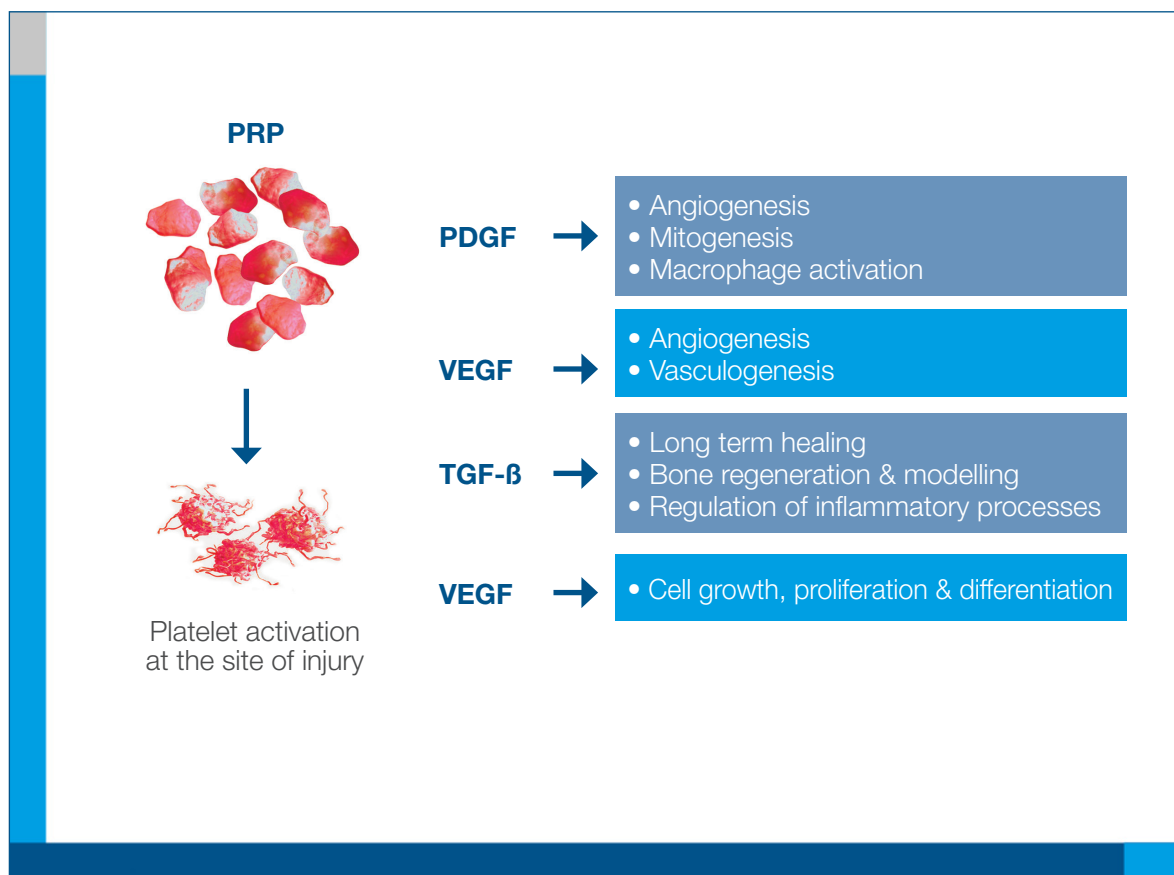 PRP
Platelet activation
at the site of injury
PDGF
• Angiogenesis
• Mitogenesis
• Macrophage activation
VEGF
• Angiogenesis
• Vasculogenesis
TGF-ß
• Long term healing
• Bone regeneration & modelling
• Regulation of inflammatory processes
VEGF
• Cell growth, proliferation & differentiation